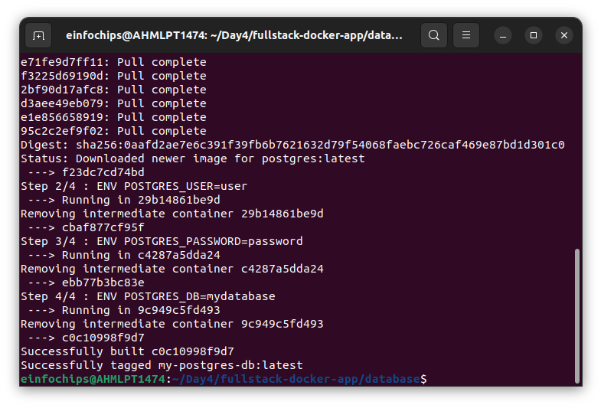 einfochips@AHMLPT1474: ~/Day4/fullstack-docker-app/data...
e71fe9d7ff11: Pull complete
f3225d69190d: Pull complete
2bf90d17afc8: Pull complete
d3aee49eb079: Pull complete
e1e856658919: Pull complete
95c2c2ef9f02: Pull complete
Digest: sha256:0aafd2ae7e6c391f39fb6b7621632d79f54068faebc726caf469e87bd1d301c0
Status: Downloaded newer image for postgres:latest
---> f23dc7cd74bd
Step 2/4 : ENV POSTGRES_USER=user
---> Running in 29b14861be9d
Removing intermediate container 29b14861be9d
---> cbaf877cf95f
Step 3/4 : ENV POSTGRES_PASSWORD=password
---> Running in c4287a5dda24
Removing intermediate container c4287a5dda24
---> ebb77b3bc83e
Step 4/4 : ENV POSTGRES_DB=mydatabase
---> Running in 9c949c5fd493
Removing intermediate container 9c949c5fd493
---> c0c10998f9d7
Successfully built c0c10998f9d7
Successfully tagged my-postgres-db:latest
einfochips@AHMLPT1474:~/Day4/fullstack-docker-app/database$